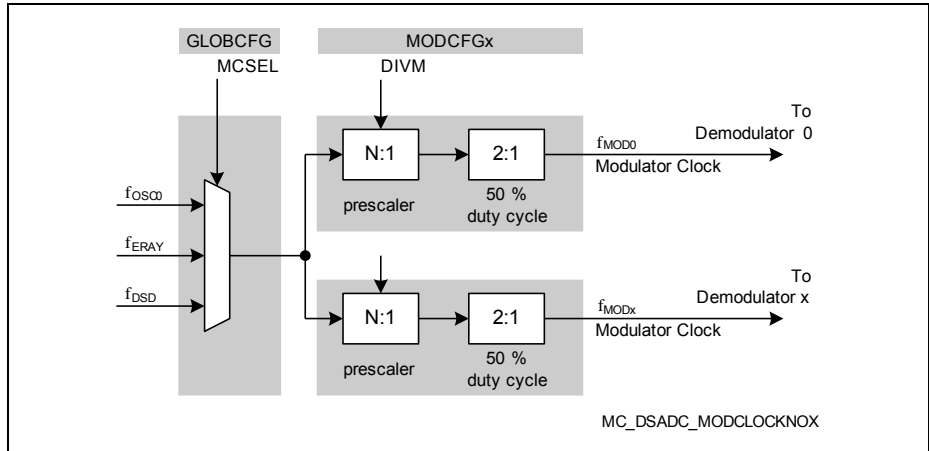 GLOBCFG
MCSEL
MODCFGx
DIVM
To
Demodulator 0
N:1
2:1
fMOD0
Modulator Clock
prescaler
50 %
duty cycle
fOSC0
fERAY
fDSD
To
Demodulator x
N:1
2:1
fMODx
Modulator Clock
prescaler
50 %
duty cycle
MC_DSADC_MODCLOCKNOX